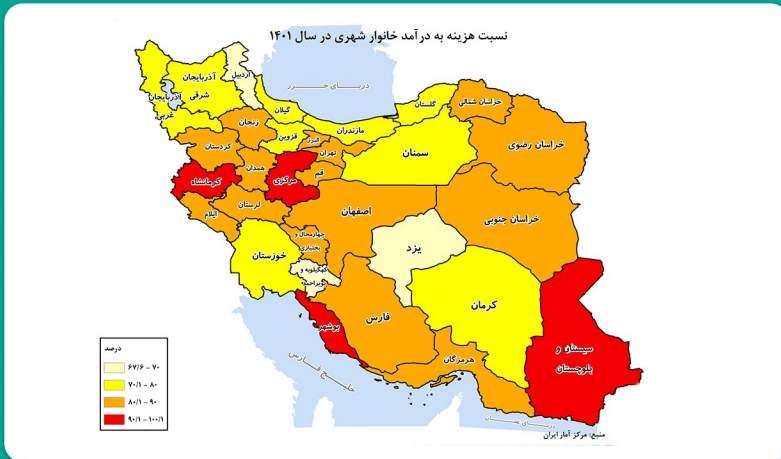 نسبت هزینه به درآمد خانوار شهری در سال ۱۴۰۱
دریای خزر
اردبیل
آذربایجان
شرقی
آذربایجان
غربی
گیلان
گلستان
خراسان شمالی
زنجان
مازندران
قزوین
البرز
تهران
سمنان
خراسان رضوی
کردستان
همدان
مرکزی
قم
کرمانشاه
لرستان
ایلام
اصفهان
خراسان جنوبی
چهارمحال و
بختیاری
خوزستان
یزد
کهگیلویه و
بویراحمد
کرمان
فارس
بوشهر
سیستان و
بلوچستان
هرمزگان
خلیج فارس
دریای عمان
درصد
۶۷/۶ - ۷۰
۷۰/۱ - ۸۰
۸۰/۱ - ۹۰
۹۰/۱ - ۱۰۰/۱
منبع: مرکز آمار ایران